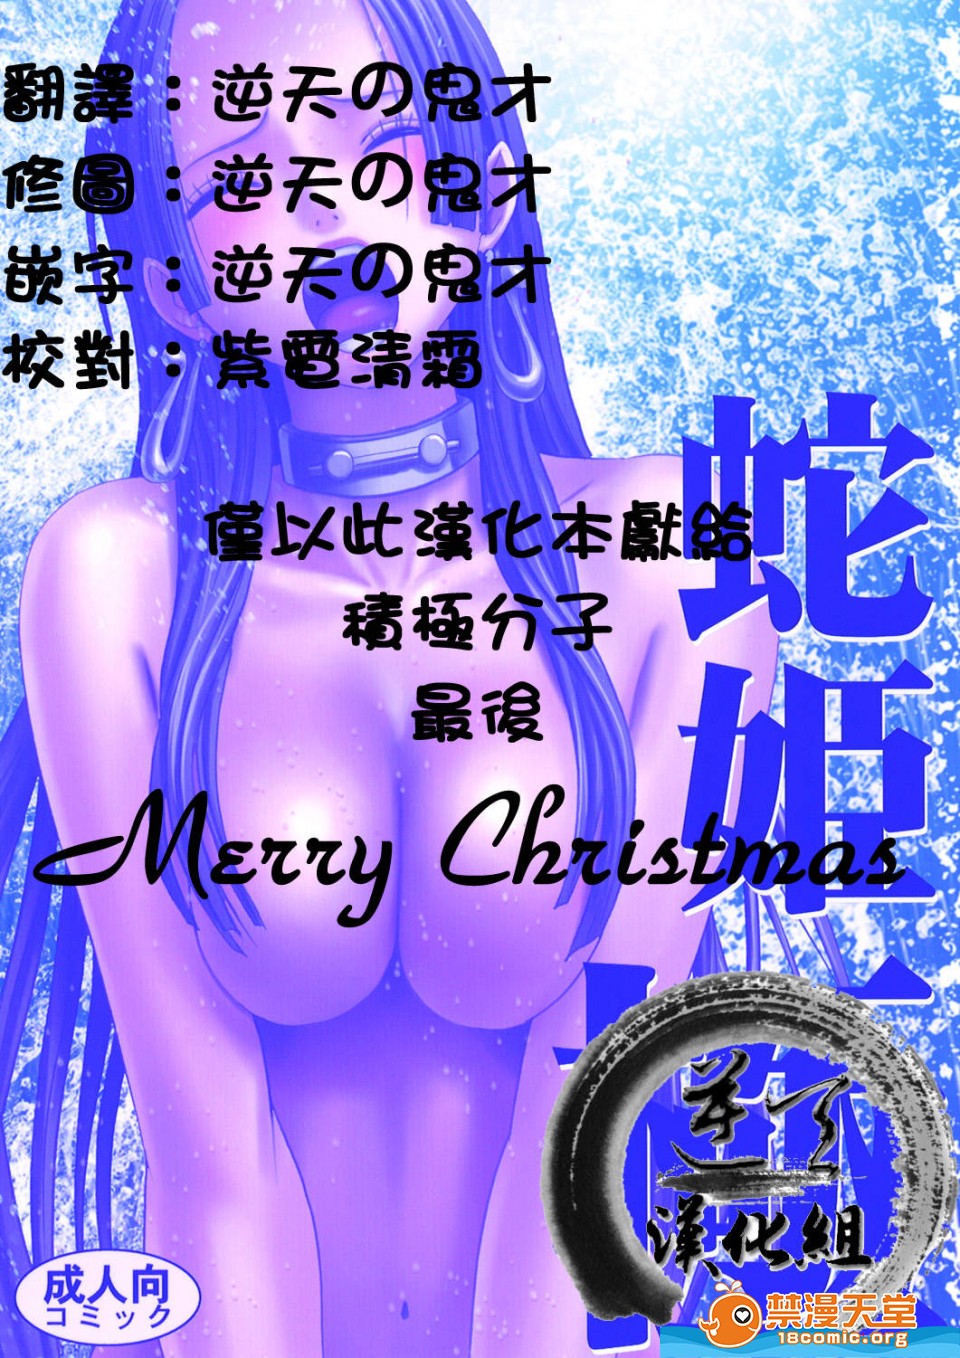 翻譯：逆天の鬼才
修圖：逆天の鬼才
嵌字：逆天の鬼才
校對：紫電清霜
僅以此漢化本獻給
積極分子
最後
Merry Christmas
蛇姫
逆天
漢化組
成人向
コミック
禁漫天堂
18comic.org